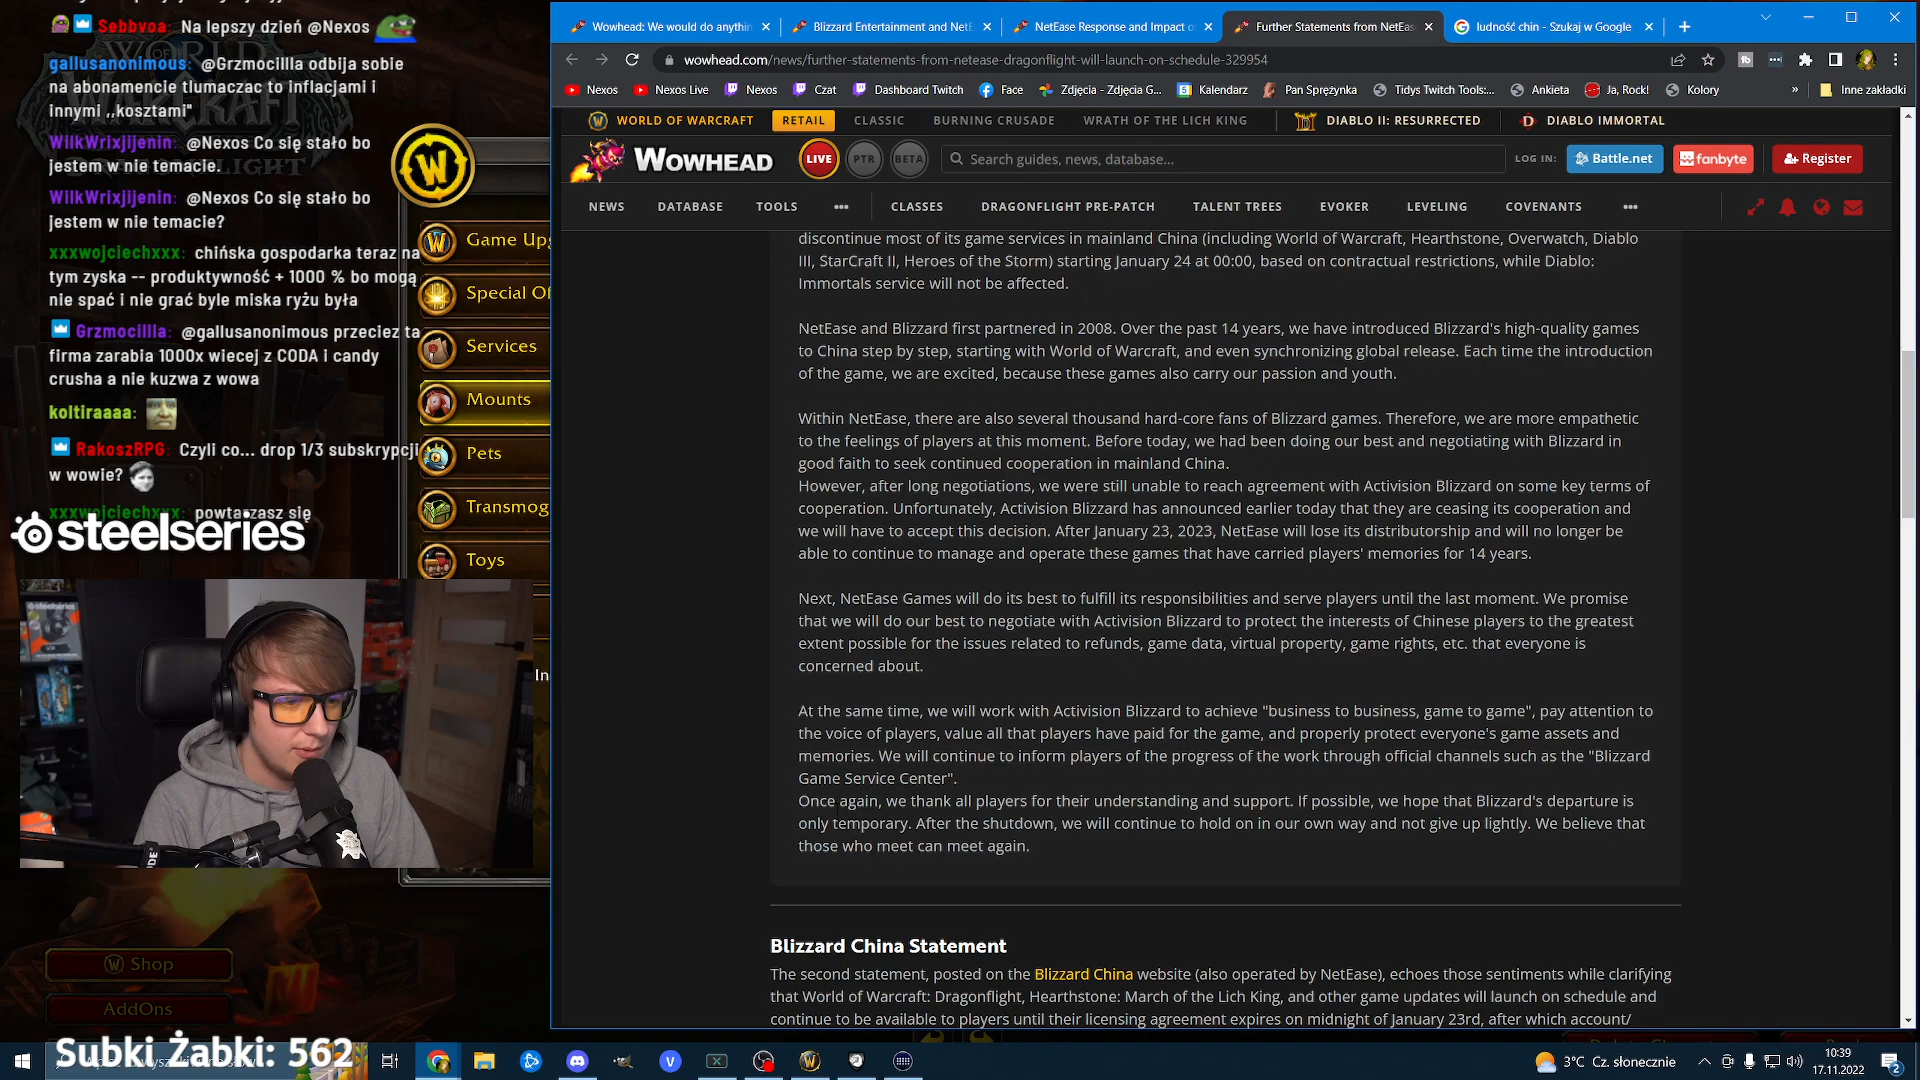 Sebbyoa: Na lepszy dzień @Nexos
gallusanonimous: @Grzmocillla odbija sobie
na abonamencie tlumaczac to inflacjami i
innymi ,,kosztami"
WilkWrixjijenin: @Nexos Co się stało bo
jestem w nie temacie.
WilkWrixjijenin: @Nexos Co się stało bo
jestem w nie temacie?
xxxwojciechxxx: chińska gospodarka teraz na
tym zyska -- produktywność + 1000 % bo mogą
nie spać i nie grać byle miska ryżu była
Grzmocillla: @gallusanonimous przeciez ta
firma zarabia 1000x wiecej z CODA i candy
crusha a nie kuzwa z wowa
koltiraaaa:
RakoszRPG: Czyli co... drop 1/3 subskrypcji
w wowie?
xxxwojciechxxx: powtarzasz się
steelseries
Game Upg
Special Of
Services
Mounts
Pets
Transmog
Toys
In
Shop
AddOns
Subki Żabki: 562
Wowhead: We would do anythin
Blizzard Entertainment and NetE
NetEase Response and Impact o
Further Statements from NetEas
ludność chin - Szukaj w Google
wowhead.com/news/further-statements-from-netease-dragonflight-will-launch-on-schedule-329954
Nexos
Nexos Live
Nexos
Czat
Dashboard Twitch
Face
Zdjęcia - Zdjęcia G...
Kalendarz
Pan Sprężynka
Tidys Twitch Tools:...
Ankieta
Ja, Rock!
Kolory
»
Inne zakładki
WORLD OF WARCRAFT
RETAIL
CLASSIC
BURNING CRUSADE
WRATH OF THE LICH KING
DIABLO II: RESURRECTED
DIABLO IMMORTAL
WOWHEAD
LIVE
PTR
BETA
Search guides, news, database...
LOG IN:
Battle.net
fanbyte
Register
NEWS
DATABASE
TOOLS
CLASSES
DRAGONFLIGHT PRE-PATCH
TALENT TREES
EVOKER
LEVELING
COVENANTS
discontinue most of its game services in mainland China (including World of Warcraft, Hearthstone, Overwatch, Diablo
III, StarCraft II, Heroes of the Storm) starting January 24 at 00:00, based on contractual restrictions, while Diablo:
Immortals service will not be affected.
NetEase and Blizzard first partnered in 2008. Over the past 14 years, we have introduced Blizzard's high-quality games
to China step by step, starting with World of Warcraft, and even synchronizing global release. Each time the introduction
of the game, we are excited, because these games also carry our passion and youth.
Within NetEase, there are also several thousand hard-core fans of Blizzard games. Therefore, we are more empathetic
to the feelings of players at this moment. Before today, we had been doing our best and negotiating with Blizzard in
good faith to seek continued cooperation in mainland China.
However, after long negotiations, we were still unable to reach agreement with Activision Blizzard on some key terms of
cooperation. Unfortunately, Activision Blizzard has announced earlier today that they are ceasing its cooperation and
we will have to accept this decision. After January 23, 2023, NetEase will lose its distributorship and will no longer be
able to continue to manage and operate these games that have carried players' memories for 14 years.
Next, NetEase Games will do its best to fulfill its responsibilities and serve players until the last moment. We promise
that we will do our best to negotiate with Activision Blizzard to protect the interests of Chinese players to the greatest
extent possible for the issues related to refunds, game data, virtual property, game rights, etc. that everyone is
concerned about.
At the same time, we will work with Activision Blizzard to achieve "business to business, game to game", pay attention to
the voice of players, value all that players have paid for the game, and properly protect everyone's game assets and
memories. We will continue to inform players of the progress of the work through official channels such as the "Blizzard
Game Service Center".
Once again, we thank all players for their understanding and support. If possible, we hope that Blizzard's departure is
only temporary. After the shutdown, we will continue to hold on in our own way and not give up lightly. We believe that
those who meet can meet again.
Blizzard China Statement
The second statement, posted on the Blizzard China website (also operated by NetEase), echoes those sentiments while clarifying
that World of Warcraft: Dragonflight, Hearthstone: March of the Lich King, and other game updates will launch on schedule and
continue to be available to players until their licensing agreement expires on midnight of January 23rd, after which account/
3°C Cz. słonecznie
10:39
17.11.2022
2